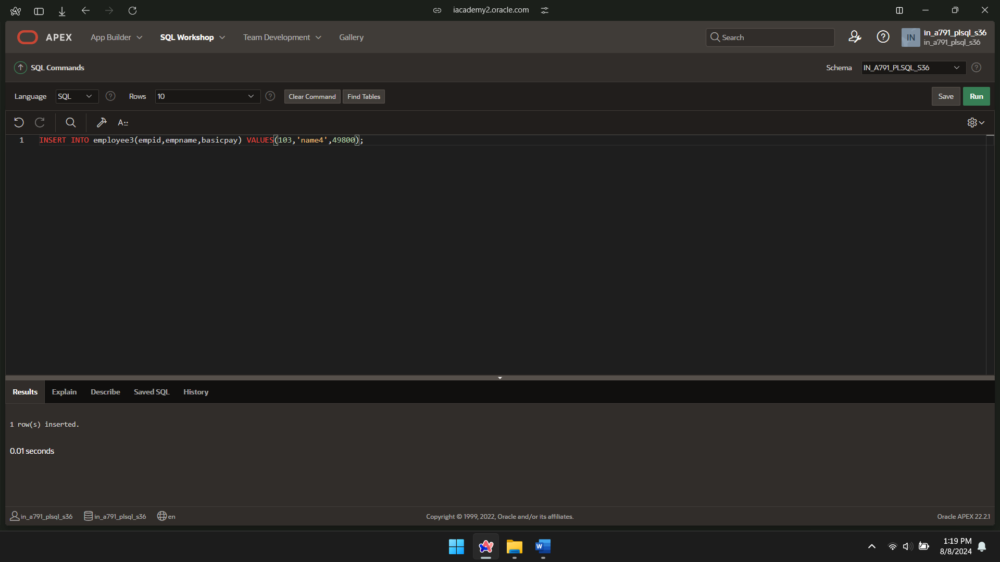 iacademy2.oracle.com
APEX
App Builder
SQL Workshop
Team Development
Gallery
Search
IN
in_a791_plsql_s36
in_a791_plsql_s36
SQL Commands
Schema
IN_A791_PLSQL_S36
Language
SQL
Rows
10
Clear Command
Find Tables
Save
Run
A::
1 INSERT INTO employee3(empid,empname,basicpay) VALUES(103,'name4',49800);
Results
Explain
Describe
Saved SQL
History
1 row(s) inserted.
0.01 seconds
in_a791_plsql_s36
in_a791_plsql_s36
en
Copyright © 1999, 2022, Oracle and/or its affiliates.
Oracle APEX 22.2.1
W
1:19 PM
8/8/2024